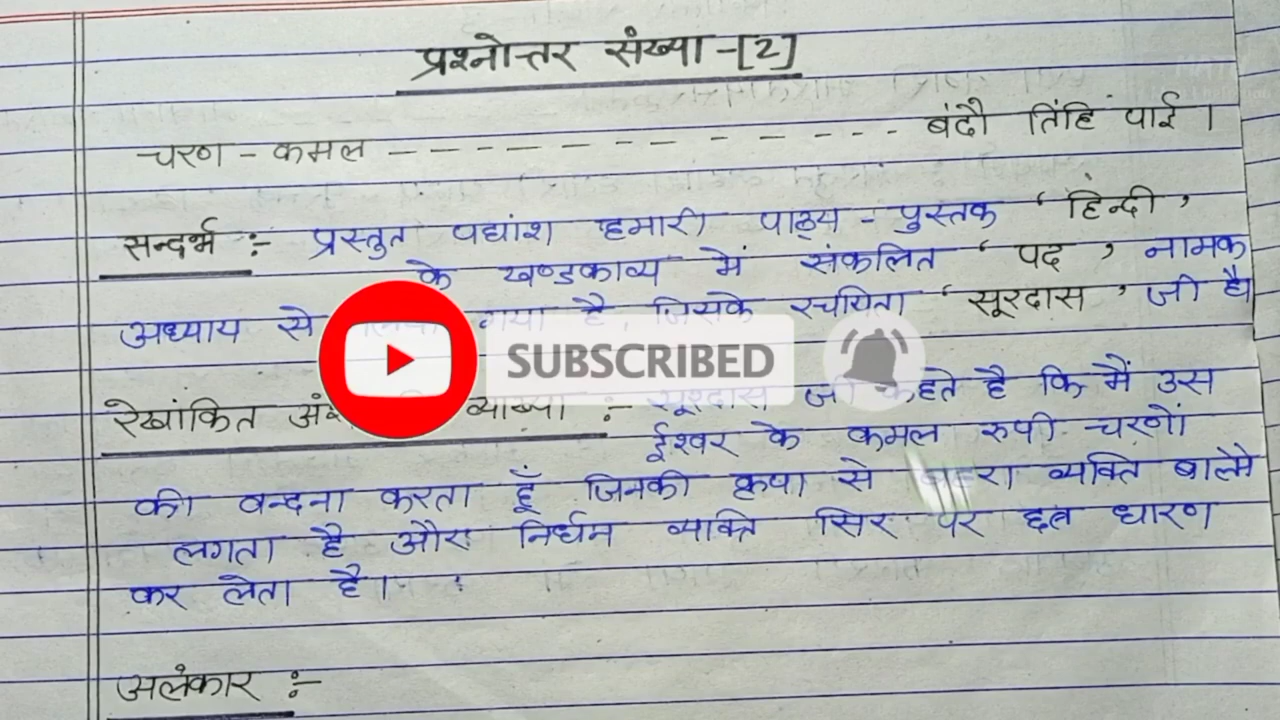 प्रश्नोत्तर संख्या-[2]
चरण-कमल ------------ बंदौ तिंहि पाई।
सन्दर्भ :- प्रस्तुत पद्यांश हमारी पाठ्य-पुस्तक 'हिन्दी'
के खण्डकाव्य में संकलित 'पद' नामक
अध्याय से गया है, जिसके रचयिता 'सूरदास' जी है।
SUBSCRIBED
रेखांकित व्याख्या :- सूरदास जी कहते है कि मैं उस
ईश्वर के कमल रुपी चरणों
की वन्दना करता हूँ जिनकी कृपा से व्यक्ति बोलने
लगता है और निर्धन व्यक्ति सिर पर छत्र धारण
कर लेता है।
अलंकार :-